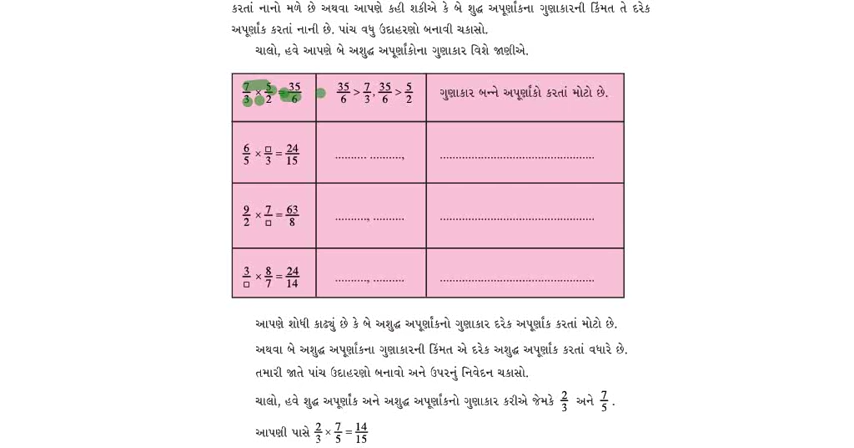 કરતાં નાનો મળે છે અથવા આપણે કહી શકીએ કે બે શુદ્ધ અપૂર્ણાંકના ગુણાકારની કિંમત તે દરેક
અપૂર્ણાંક કરતાં નાની છે. પાંચ વધુ ઉદાહરણો બનાવી ચકાસો.
ચાલો, હવે આપણે બે અશુદ્ધ અપૂર્ણાંકોના ગુણાકાર વિશે જાણીએ.
7/3 × 5/2 = 35/6 35/6 > 7/3, 35/6 > 5/2 ગુણાકાર બન્ને અપૂર્ણાંકો કરતાં મોટો છે.
6/5 × □/3 = 24/15 .......... .........., ....................................................
9/2 × 7/□ = 63/8 .........., .......... ....................................................
3/□ × 8/7 = 24/14 .........., .......... ....................................................
આપણે શોધી કાઢ્યું છે કે બે અશુદ્ધ અપૂર્ણાંકનો ગુણાકાર દરેક અપૂર્ણાંક કરતાં મોટો છે.
અથવા બે અશુદ્ધ અપૂર્ણાંકના ગુણાકારની કિંમત એ દરેક અશુદ્ધ અપૂર્ણાંક કરતાં વધારે છે.
તમારી જાતે પાંચ ઉદાહરણો બનાવો અને ઉપરનું નિવેદન ચકાસો.
ચાલો, હવે શુદ્ધ અપૂર્ણાંક અને અશુદ્ધ અપૂર્ણાંકનો ગુણાકાર કરીએ જેમકે 2/3 અને 7/5 .
આપણી પાસે 2/3 × 7/5 = 14/15